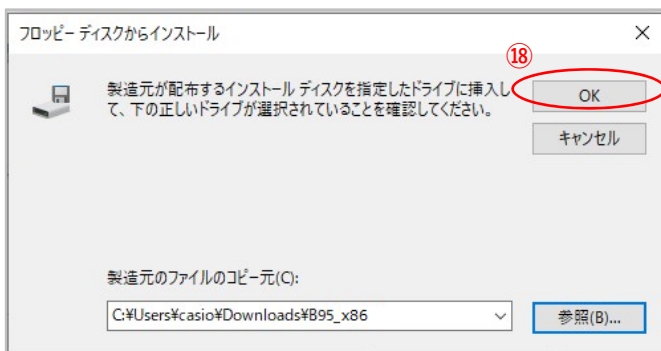 フロッピー ディスクからインストール
⑱
製造元が配布するインストール ディスクを指定したドライブに挿入し
て、下の正しいドライブが選択されていることを確認してください。
OK
キャンセル
製造元のファイルのコピー元(C):
C:¥Users¥casio¥Downloads¥B95_x86
参照(B)...